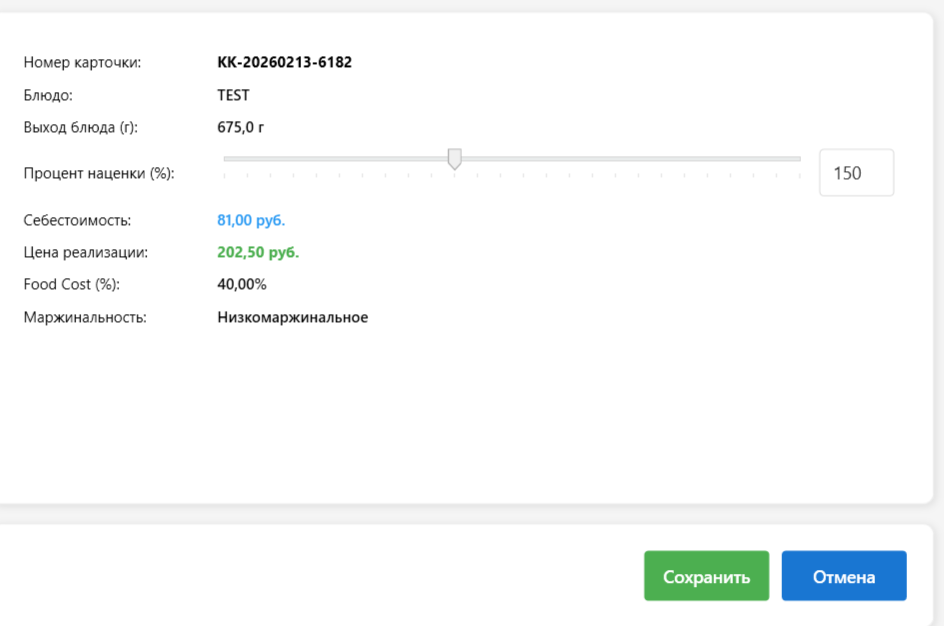 Номер карточки: КК-20260213-6182
Блюдо: TEST
Выход блюда (г): 675,0 г
Процент наценки (%): 150
Себестоимость: 81,00 руб.
Цена реализации: 202,50 руб.
Food Cost (%): 40,00%
Маржинальность: Низкомаржинальное
Сохранить Отмена